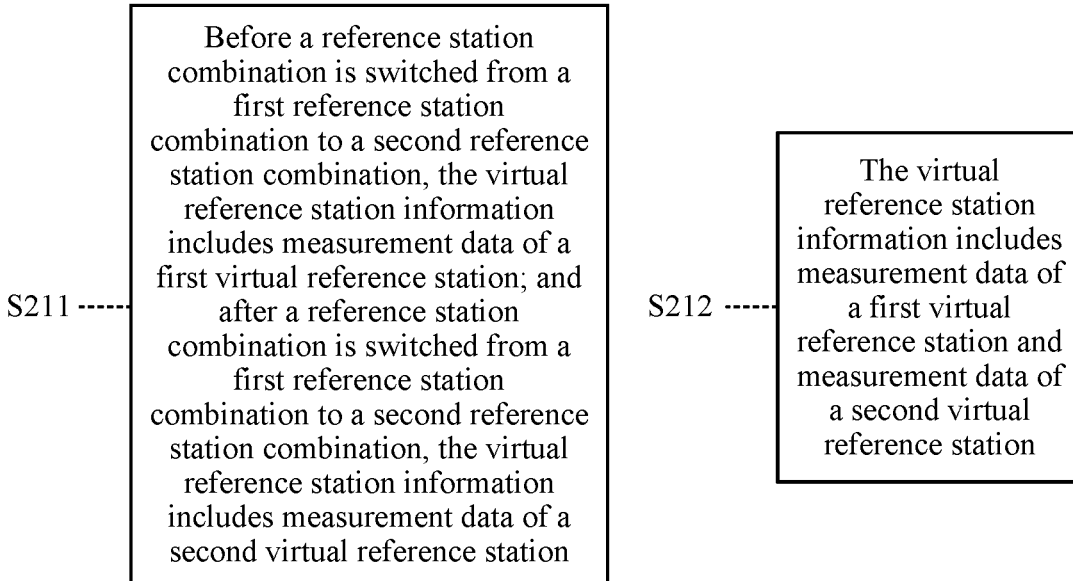 Before a reference station
combination is switched from a
first reference station
combination to a second reference
station combination, the virtual
reference station information
includes measurement data of a
first virtual reference station; and
after a reference station
combination is switched from a
first reference station
combination to a second reference
station combination, the virtual
reference station information
includes measurement data of a
second virtual reference station
S211
The virtual
reference station
information includes
measurement data of
a first virtual
reference station and
measurement data of
a second virtual
reference station
S212